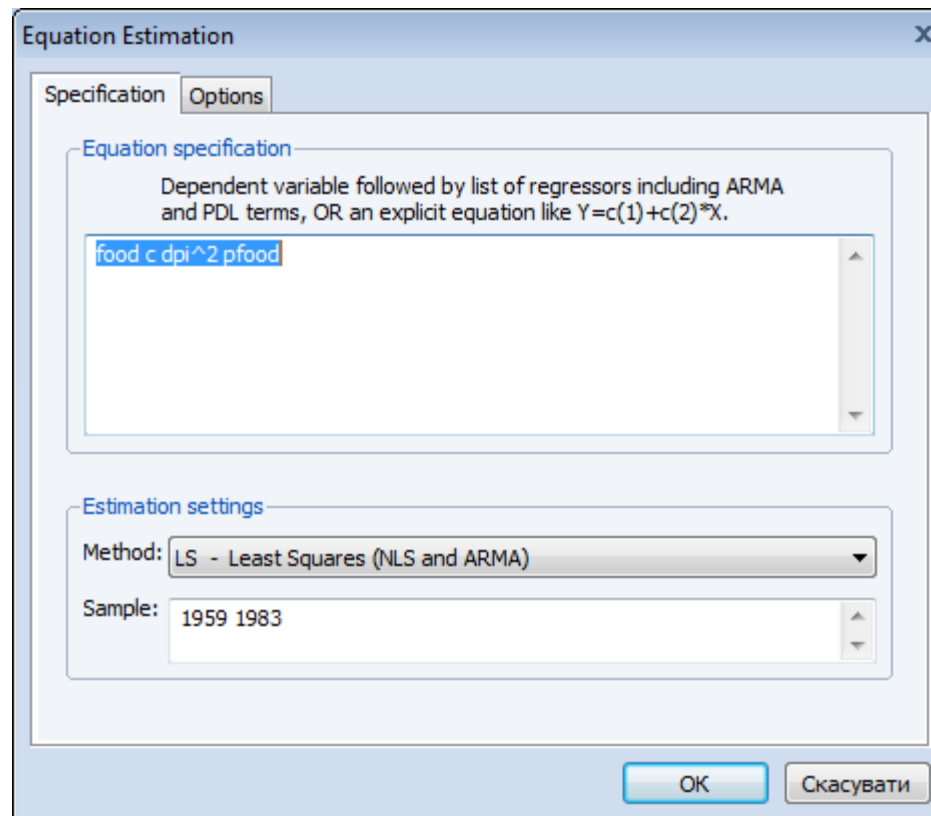 Equation Estimation
Specification
Options
Equation specification
Dependent variable followed by list of regressors including ARMA
and PDL terms, OR an explicit equation like Y=c(1)+c(2)*X.
food c dpi^2 pfood
Estimation settings
Method: LS - Least Squares (NLS and ARMA)
Sample: 1959 1983
OK
Скасувати